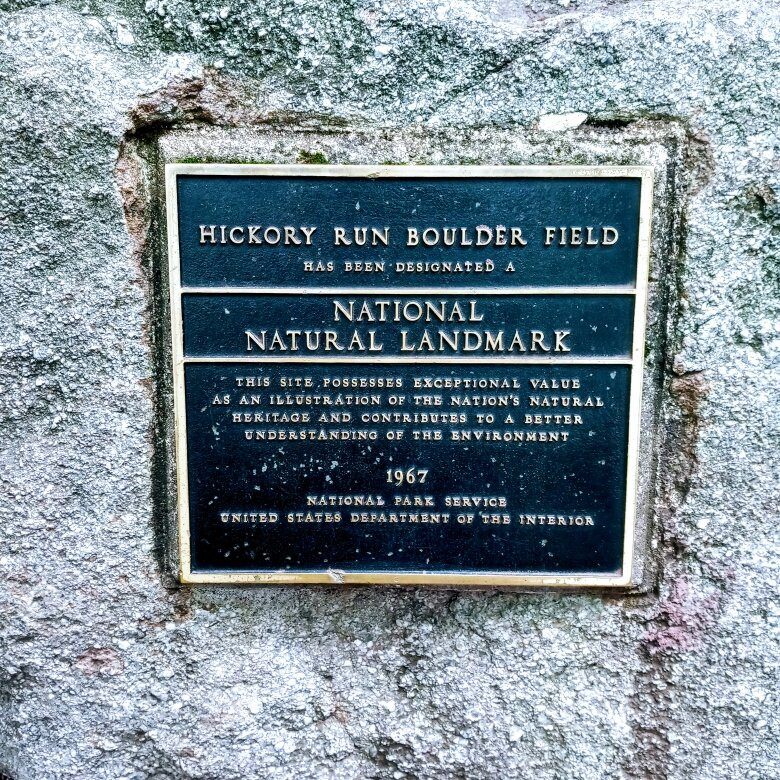 HICKORY RUN BOULDER FIELD
HAS BEEN DESIGNATED A
NATIONAL
NATURAL LANDMARK
THIS SITE POSSESSES EXCEPTIONAL VALUE
AS AN ILLUSTRATION OF THE NATION'S NATURAL
HERITAGE AND CONTRIBUTES TO A BETTER
UNDERSTANDING OF THE ENVIRONMENT
1967
NATIONAL PARK SERVICE
UNITED STATES DEPARTMENT OF THE INTERIOR